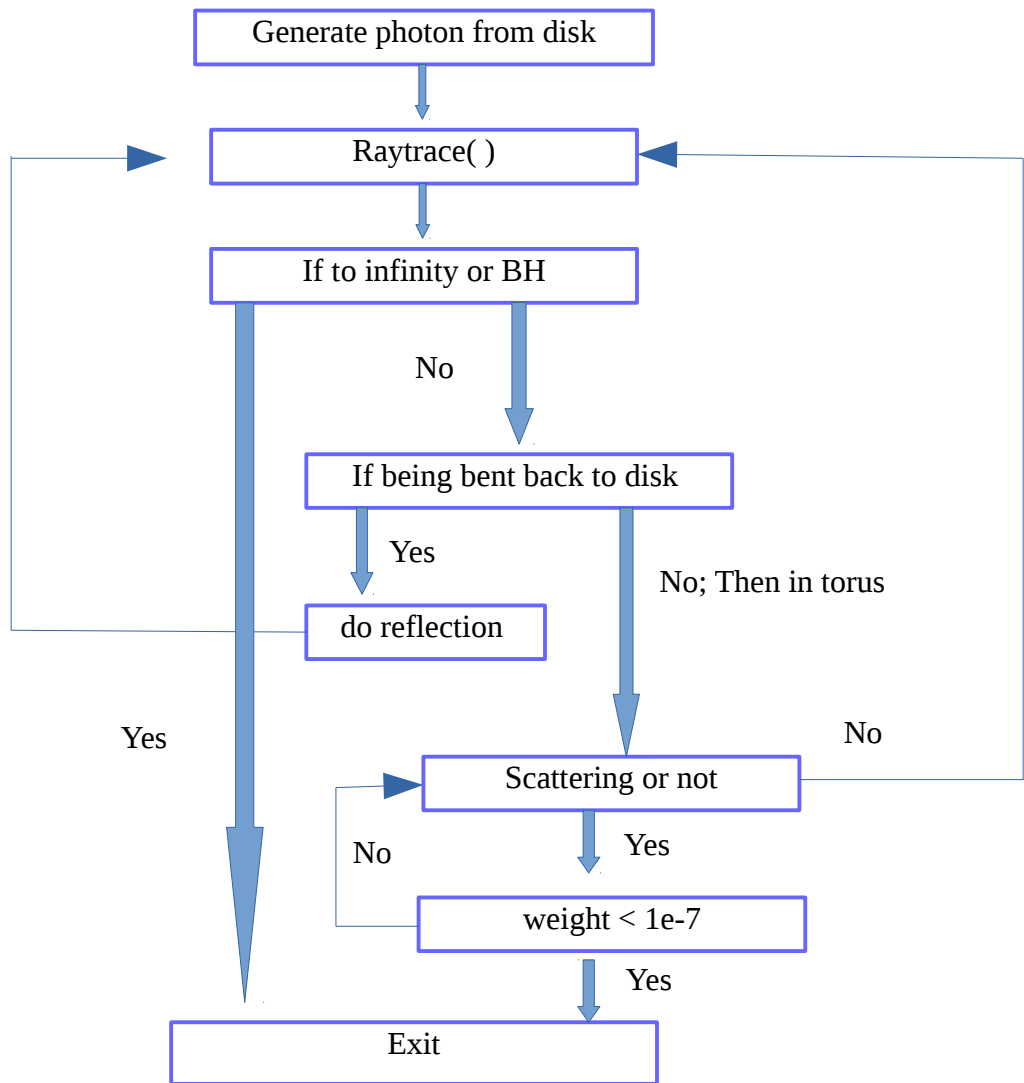 Generate photon from disk
Raytrace( )
If to infinity or BH
No
If being bent back to disk
Yes
No; Then in torus
do reflection
Yes
No
Scattering or not
Yes
No
weight < 1e-7
Yes
Exit